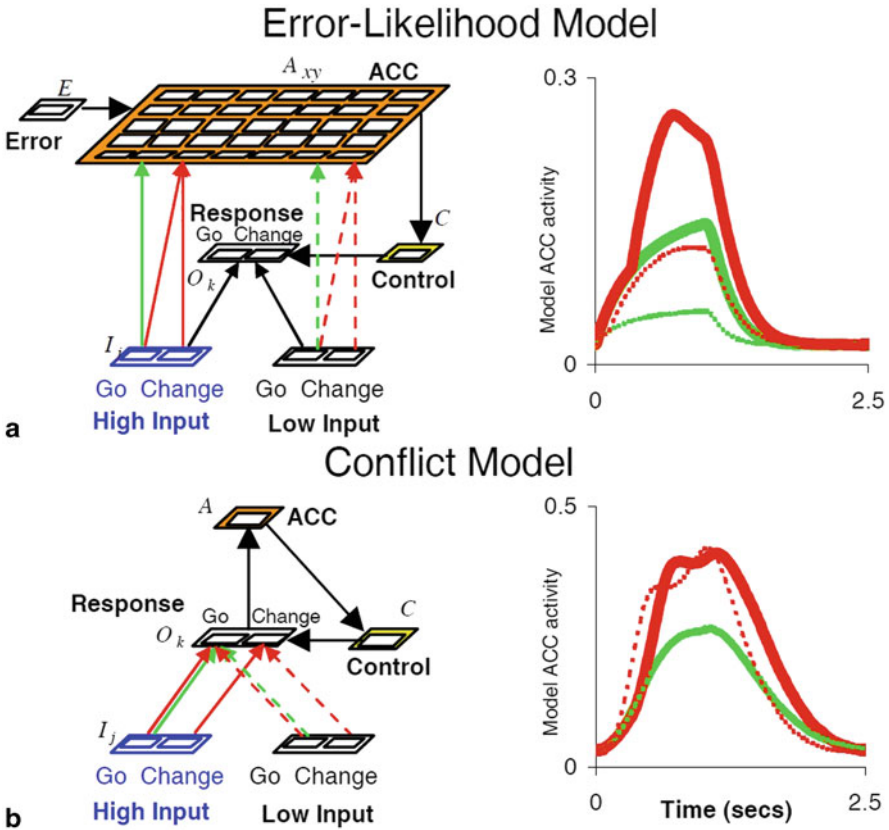 Error-Likelihood Model
A xy ACC
E
Error
Response
Go Change
O k
C
Control
I j
Go Change
Go Change
High Input
Low Input
a
0.3
Model ACC activity
0
0
2.5
Conflict Model
A
ACC
Response
Go Change
O k
C
Control
I j
Go Change
Go Change
High Input
Low Input
b
0.5
Model ACC activity
0
0
Time (secs)
2.5